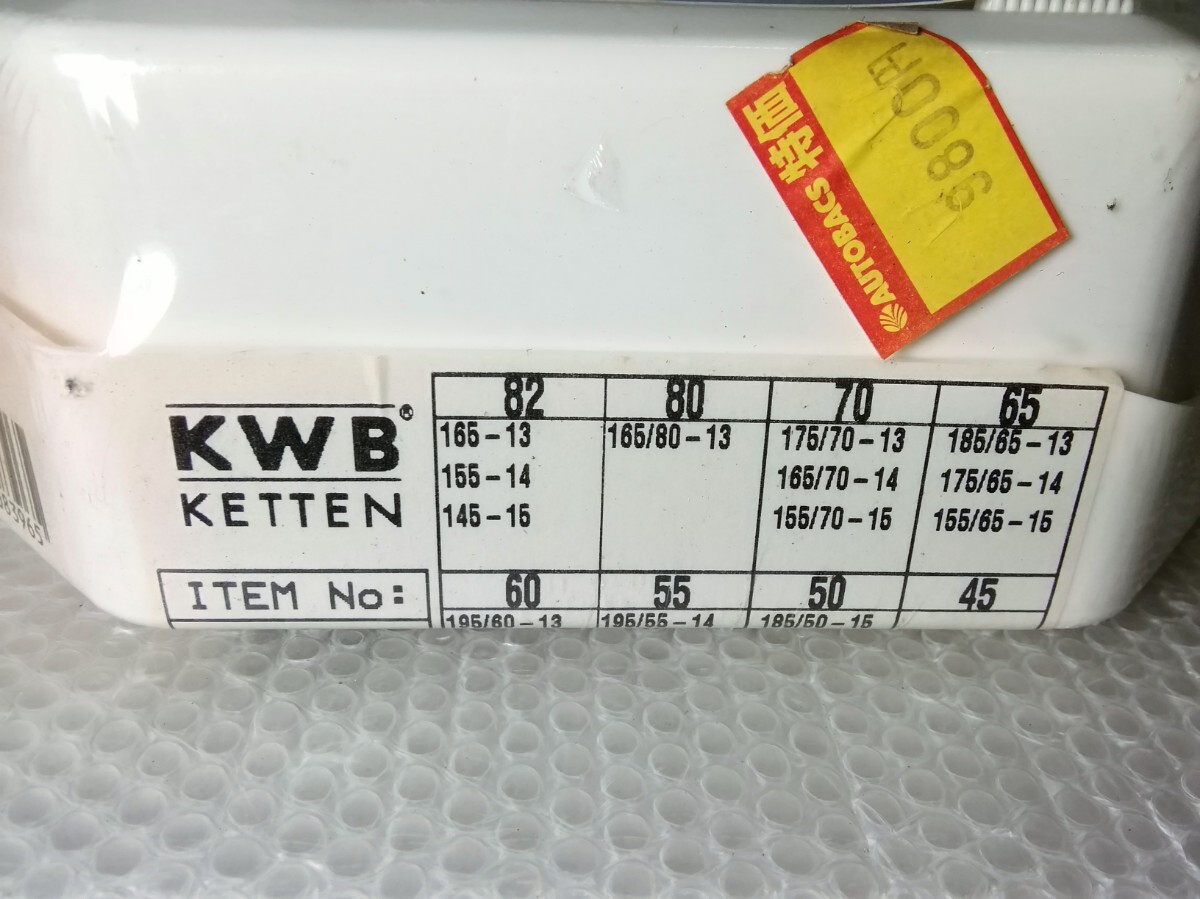 9800円
AUTOBACS 特価
KWB®
KETTEN
ITEM No:
82 80 70 65
165-13 165/80-13 175/70-13 185/65-13
155-14 165/70-14 175/65-14
145-15 155/70-15 155/65-15
60 55 50 45
195/60-13 195/55-14 185/50-15